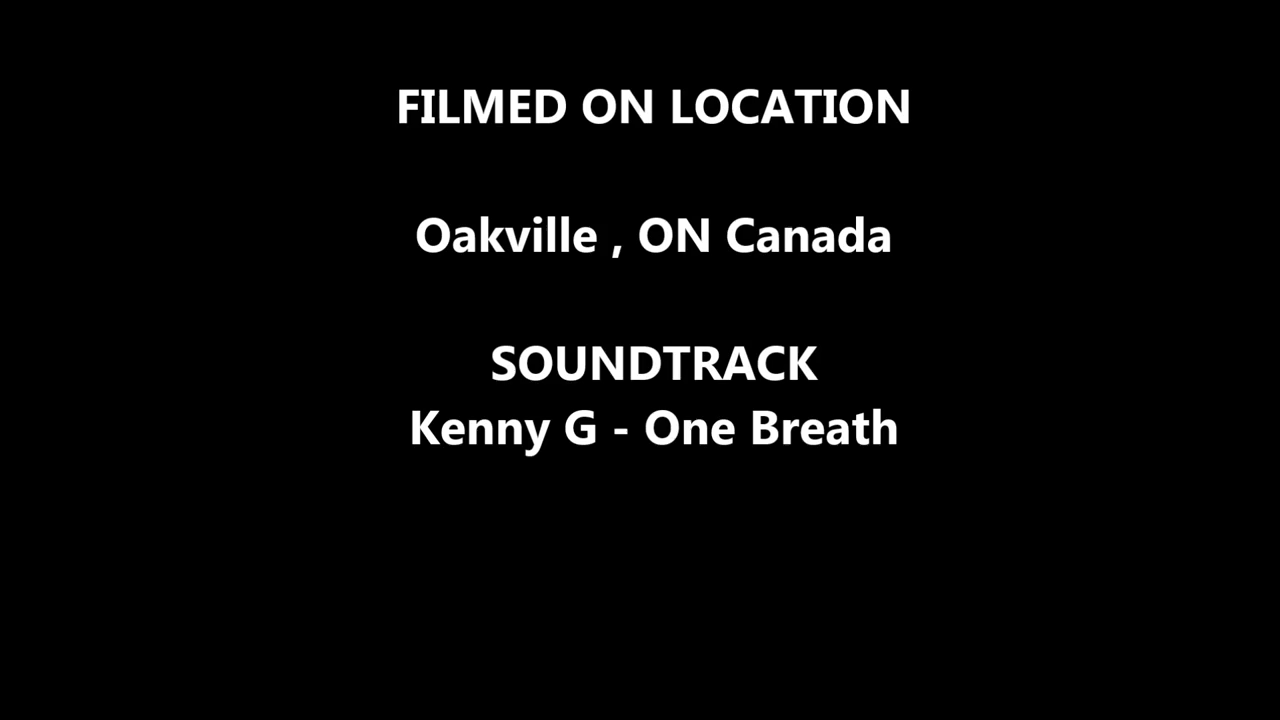 FILMED ON LOCATION
Oakville , ON Canada
SOUNDTRACK
Kenny G - One Breath